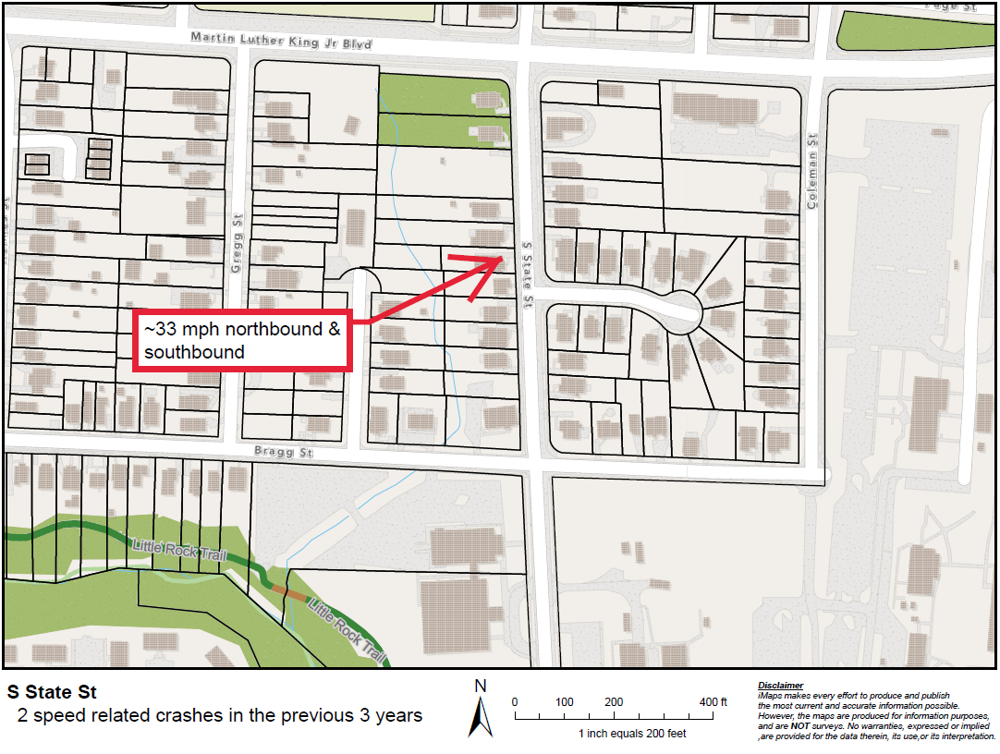 Page St
Martin Luther King Jr Blvd
Coleman St
Gregg St
S State St
~33 mph northbound &
southbound
Bragg St
Little Rock Trail
Little Rock Trail
S State St
2 speed related crashes in the previous 3 years
N
0 100 200 400 ft
1 inch equals 200 feet
Disclaimer
iMaps makes every effort to produce and publish
the most current and accurate information possible.
However, the maps are produced for information purposes,
and are NOT surveys. No warranties, expressed or implied
,are provided for the data therein, its use,or its interpretation.